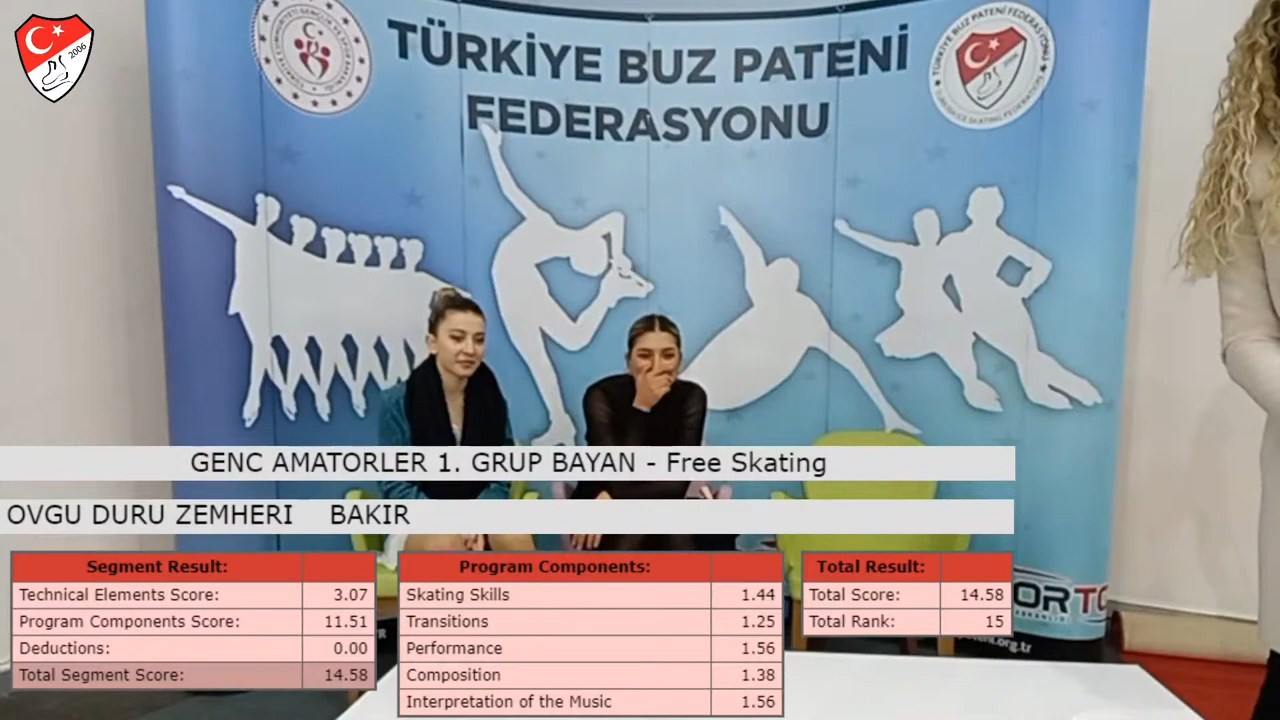 2006
TÜRKİYE BUZ PATENİ
FEDERASYONU
GENC AMATORLER 1. GRUP BAYAN - Free Skating
OVGU DURU ZEMHERI BAKIR
Segment Result:
Technical Elements Score: 3.07
Program Components Score: 11.51
Deductions: 0.00
Total Segment Score: 14.58
Program Components:
Skating Skills 1.44
Transitions 1.25
Performance 1.56
Composition 1.38
Interpretation of the Music 1.56
Total Result:
Total Score: 14.58
Total Rank: 15